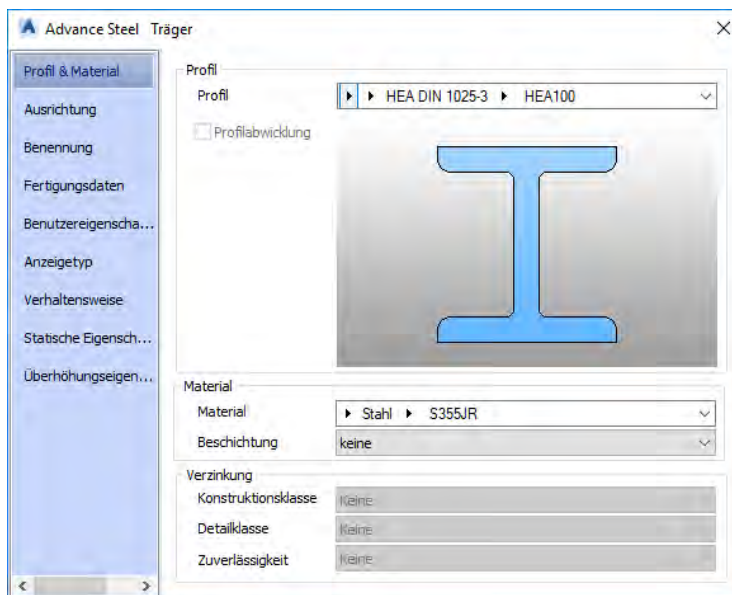 Advance Steel Träger
Profil & Material
Ausrichtung
Benennung
Fertigungsdaten
Benutzereigenscha...
Anzeigetyp
Verhaltensweise
Statische Eigensch...
Überhöhungseigen...
Profil
Profil HEA DIN 1025-3 HEA100
Profilabwicklung
Material
Material Stahl S355JR
Beschichtung keine
Verzinkung
Konstruktionsklasse Keine
Detailklasse Keine
Zuverlässigkeit Keine